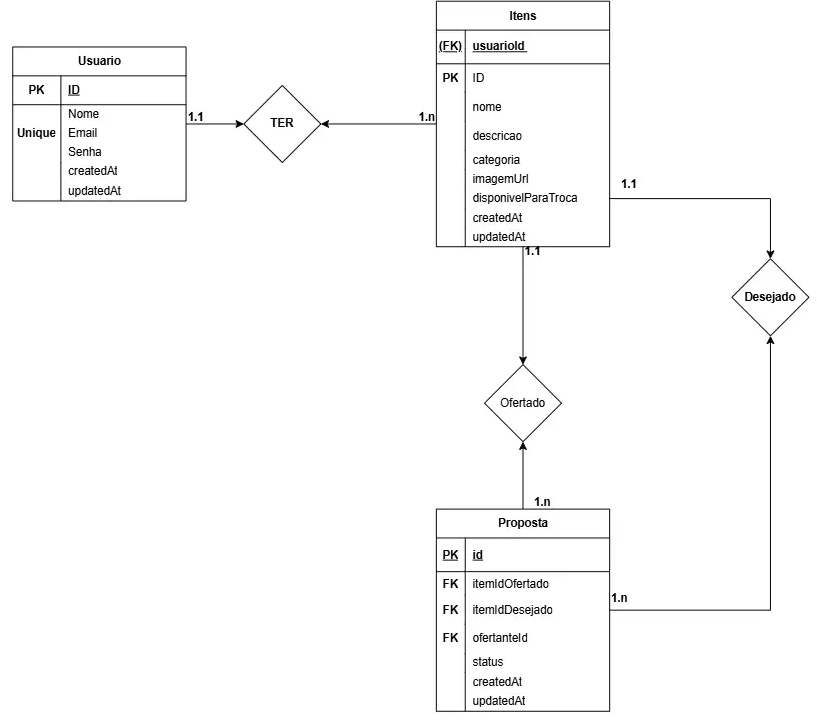 Itens
(FK) usuarioId
PK ID
nome
descricao
categoria
imagemUrl
disponivelParaTroca
createdAt
updatedAt
Usuario
PK ID
Nome
Unique Email
Senha
createdAt
updatedAt
1.1
TER
1.n
1.1
Desejado
1.1
Ofertado
1.n
Proposta
PK id
FK itemIdOfertado
FK itemIdDesejado
FK ofertanteId
status
createdAt
updatedAt
1.n